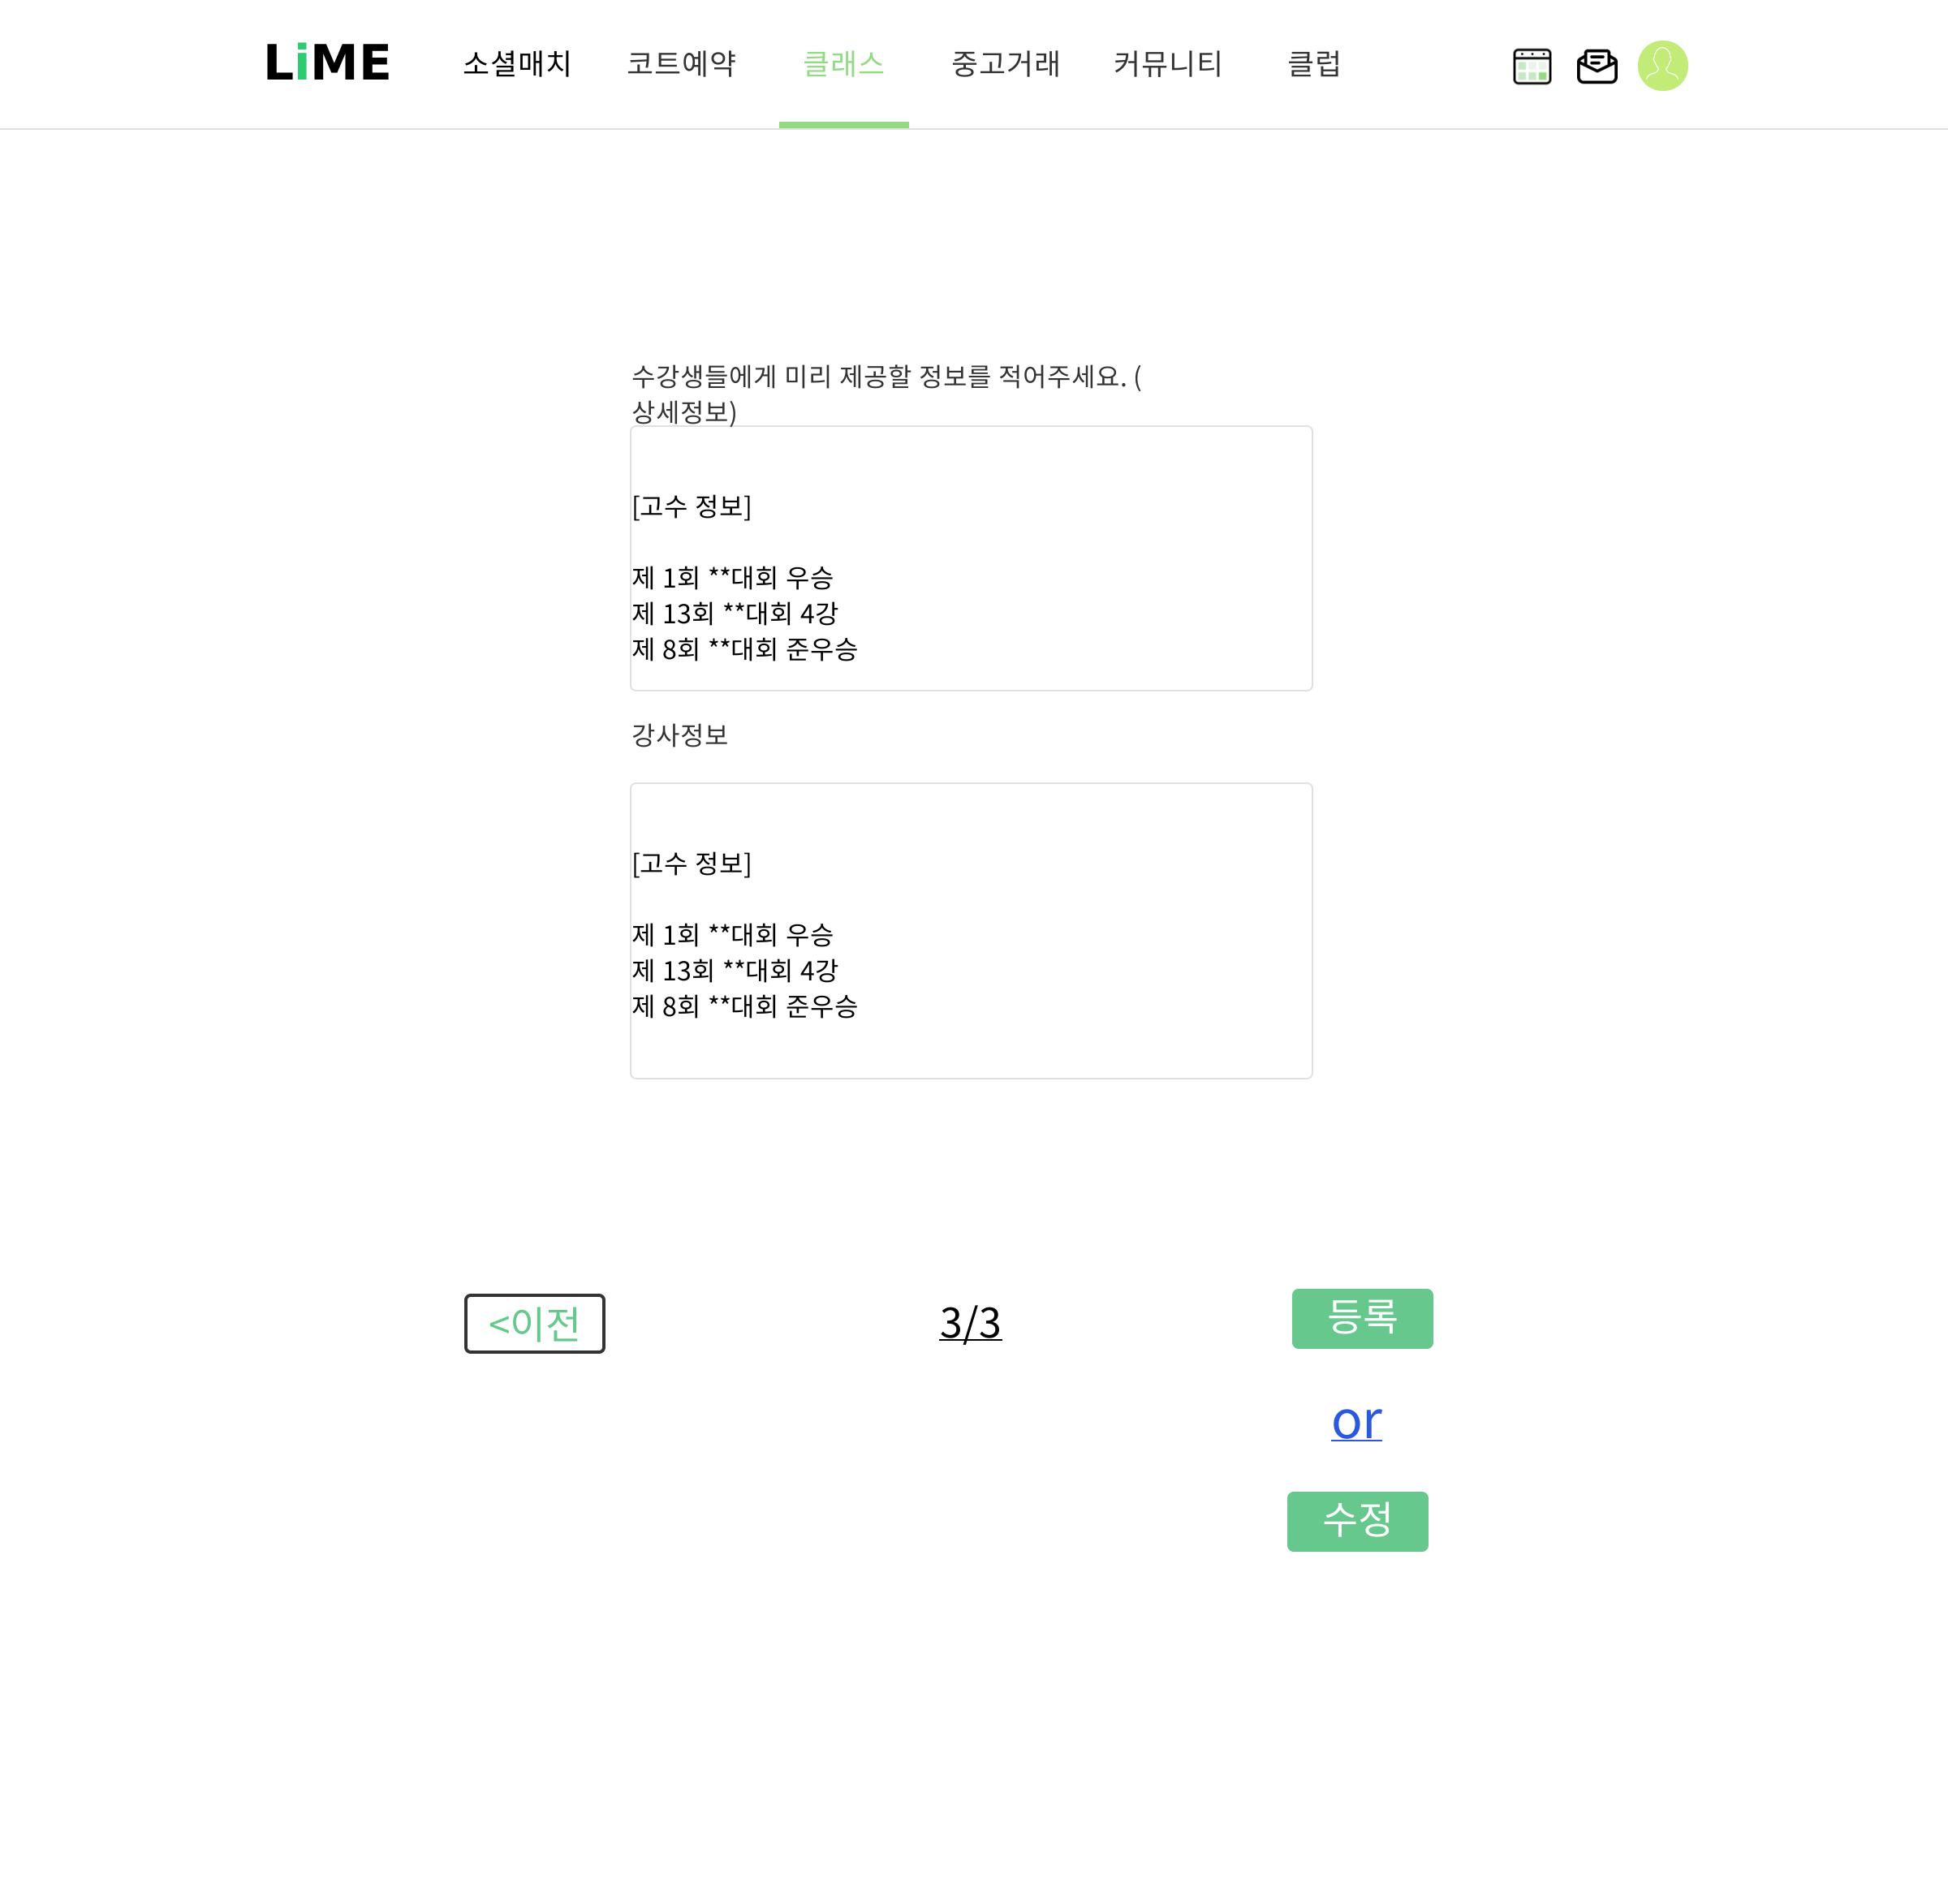 LiME 소셜매치 코트예약 클래스 중고거래 커뮤니티 클럽
수강생들에게 미리 제공할 정보를 적어주세요. (
상세정보)
[고수 정보]
제 1회 **대회 우승
제 13회 **대회 4강
제 8회 **대회 준우승
강사정보
[고수 정보]
제 1회 **대회 우승
제 13회 **대회 4강
제 8회 **대회 준우승
<이전 3/3 등록
or
수정